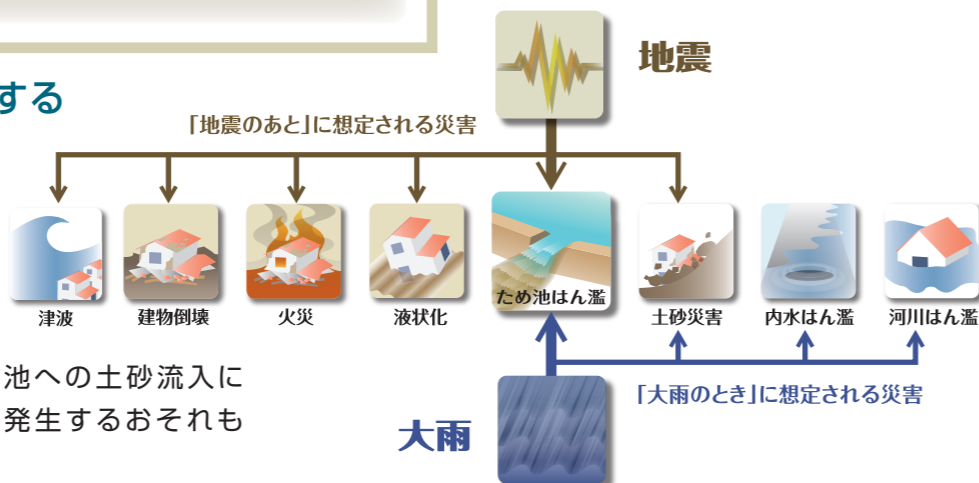 地震
する
「地震のあと」に想定される災害
津波
建物倒壊
火災
液状化
ため池はん濫
土砂災害
内水はん濫
河川はん濫
池への土砂流入に
発生するおそれも
「大雨のとき」に想定される災害
大雨